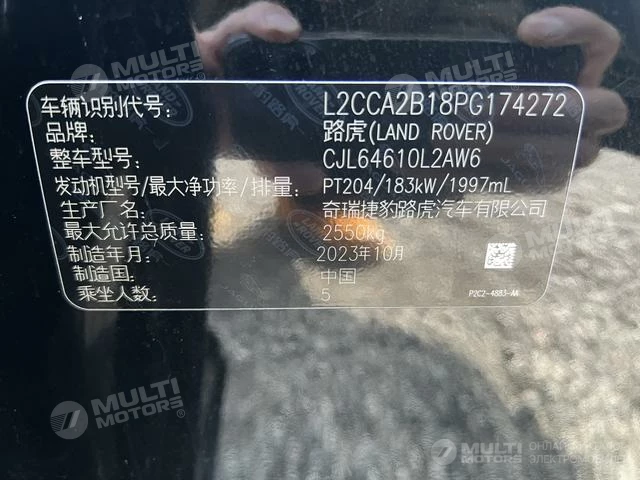 MULTI MOTORS
MULTI MOTORS
车辆识别代号: L2CCA2B18PG174272
品牌: 路虎(LAND ROVER)
整车型号: CJL64610L2AW6
发动机型号/最大净功率/排量: PT204/183kW/1997mL
生产厂名: 奇瑞捷豹路虎汽车有限公司
最大允许总质量: 2550kg
制造年月: 2023年10月
制造国: 中国
乘坐人数: 5
P2C2-4883-AA
MULTI MOTORS
MULTI MOTORS